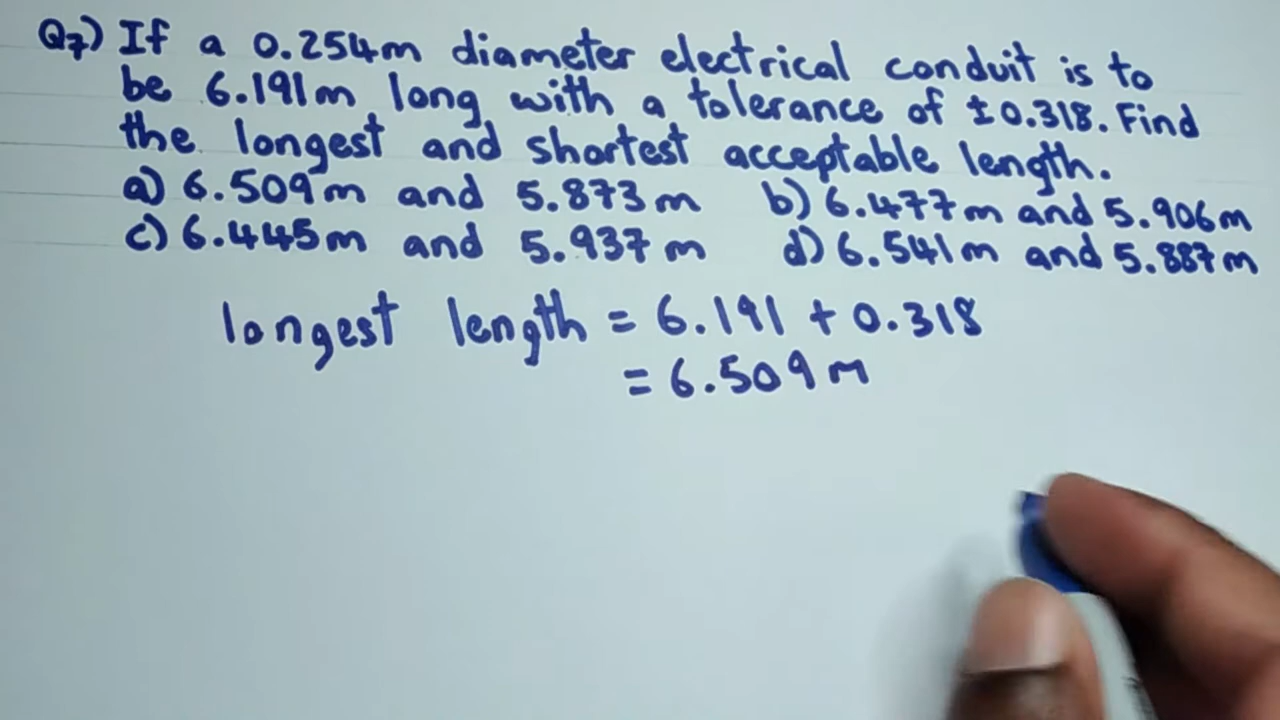 Q7) If a 0.254m diameter electrical conduit is to
be 6.191m long with a tolerance of ±0.318. Find
the longest and shortest acceptable length.
a) 6.509m and 5.873m b) 6.477m and 5.906m
c) 6.445m and 5.937m d) 6.541m and 5.887m
longest length = 6.191 + 0.318
= 6.509m